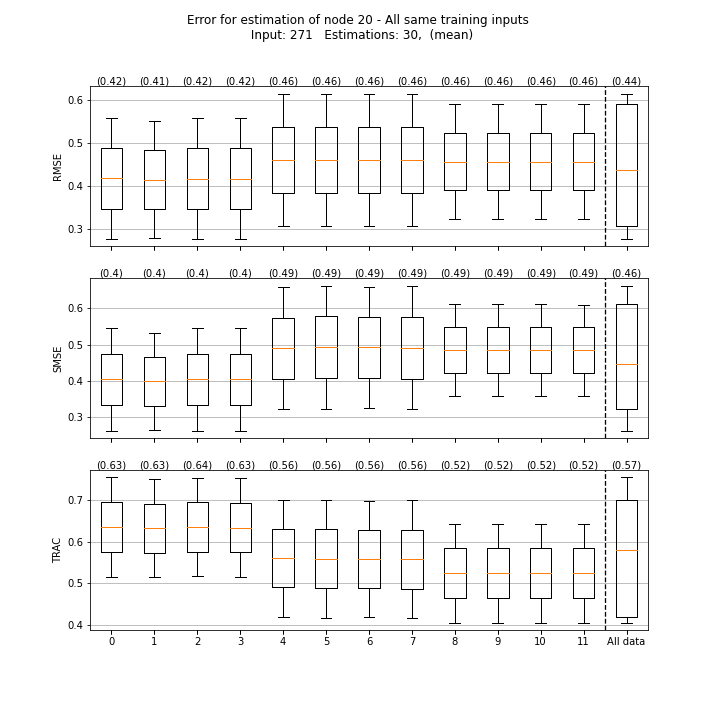 Error for estimation of node 20 - All same training inputs
Input: 271   Estimations: 30,  (mean)
(0.42) (0.41) (0.42) (0.42) (0.46) (0.46) (0.46) (0.46) (0.46) (0.46) (0.46) (0.46) (0.44)
0.6
0.5
0.4
0.3
RMSE
(0.4) (0.4) (0.4) (0.4) (0.49) (0.49) (0.49) (0.49) (0.49) (0.49) (0.49) (0.49) (0.46)
0.6
0.5
0.4
0.3
SMSE
(0.63) (0.63) (0.64) (0.63) (0.56) (0.56) (0.56) (0.56) (0.52) (0.52) (0.52) (0.52) (0.57)
0.7
0.6
0.5
0.4
TRAC
0 1 2 3 4 5 6 7 8 9 10 11 All data